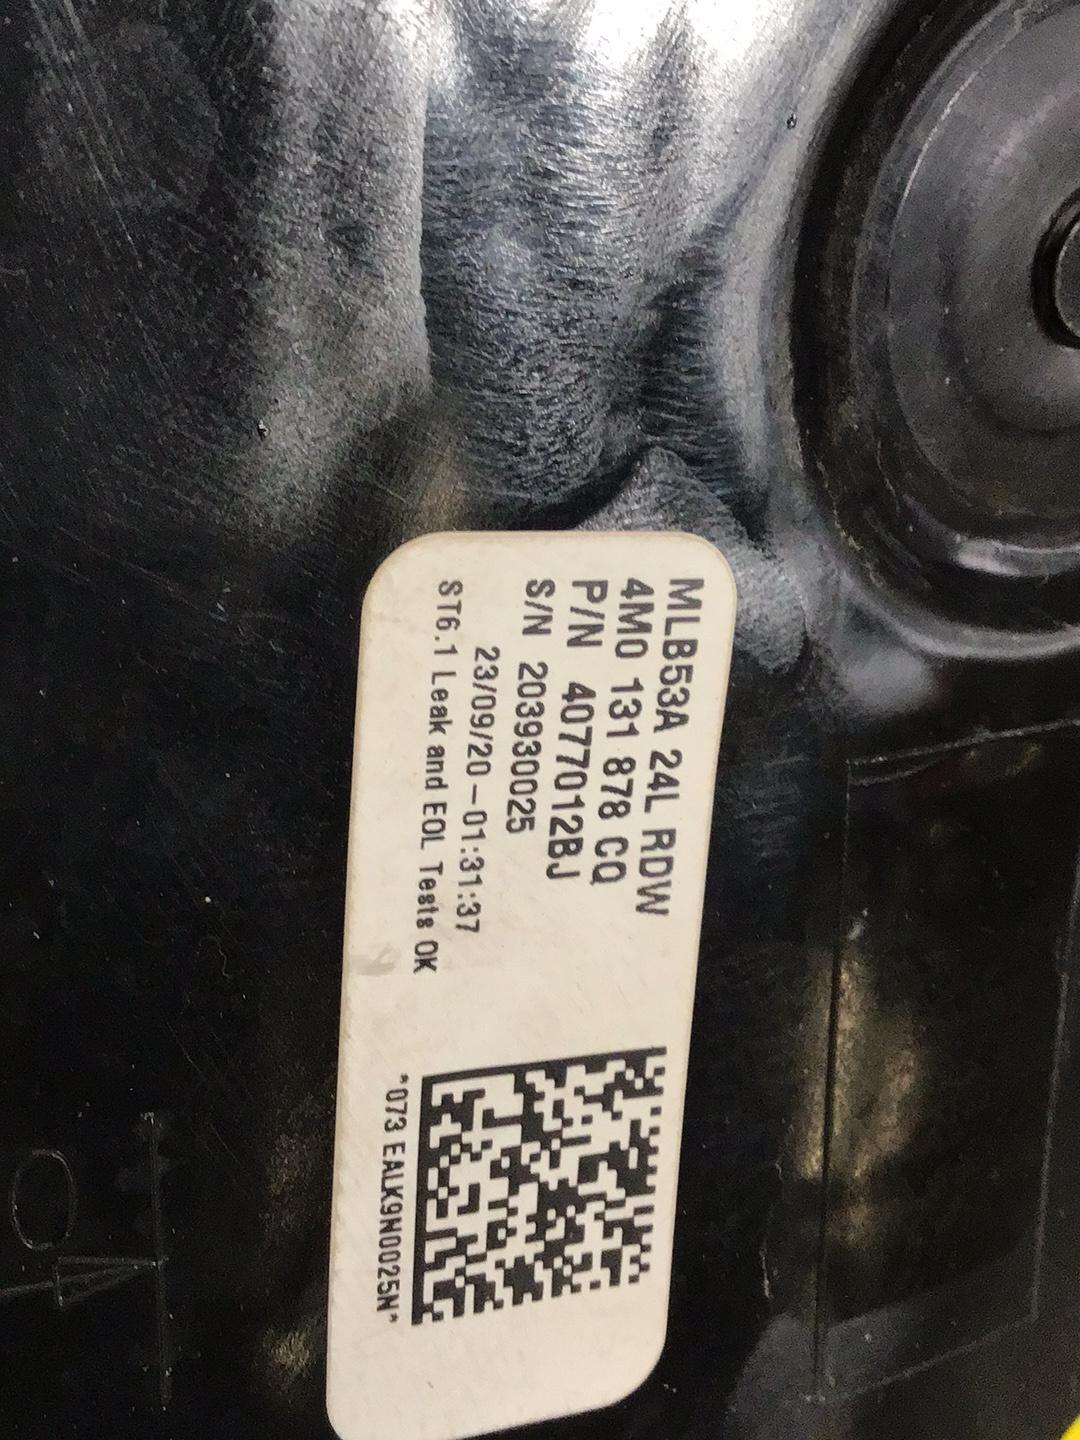 MLB53A 24L RDW
4M0 131 878 CQ
P/N 4077012BJ
S/N 203930025
23/09/20 -01:31:37
ST6.1 Leak and EOL Tests OK
*073 EALK9N0025N*